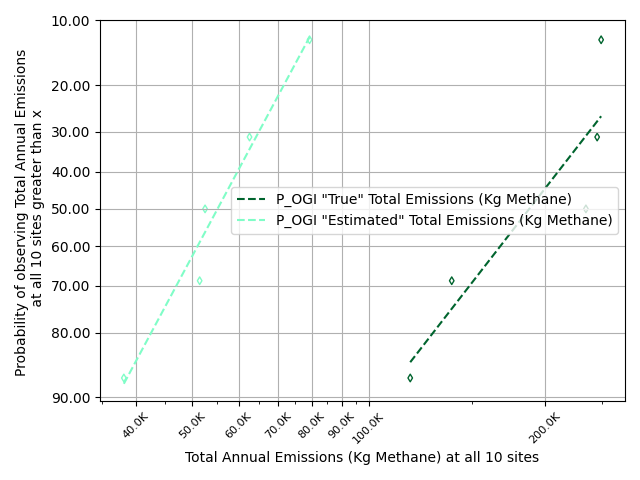 10.00
20.00
30.00
40.00
50.00
60.00
70.00
80.00
90.00
Probability of observing Total Annual Emissions
at all 10 sites greater than x
P_OGI "True" Total Emissions (Kg Methane)
P_OGI "Estimated" Total Emissions (Kg Methane)
40.0K 50.0K 60.0K 70.0K 80.0K 90.0K 100.0K 200.0K
Total Annual Emissions (Kg Methane) at all 10 sites